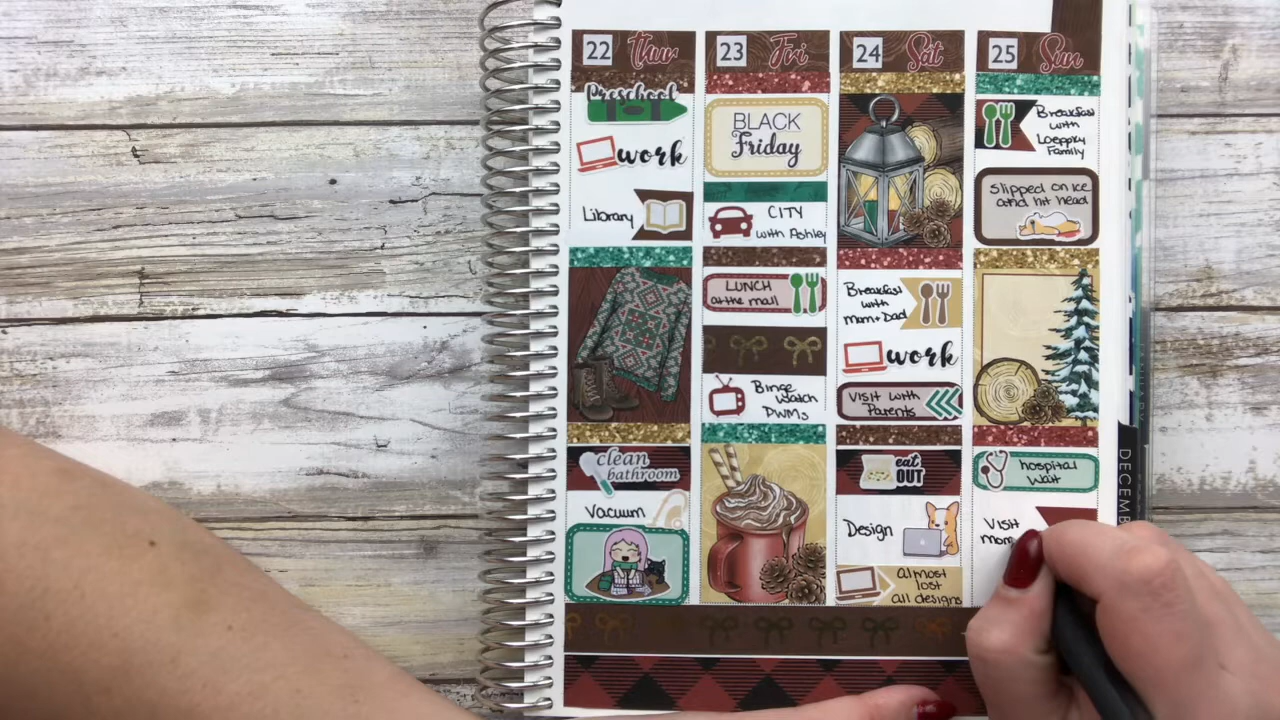 22 Thur
Preschool
work
Library
clean
bathroom
Vacuum
23 Fri
BLACK
Friday
CITY
with Ashley
LUNCH
at the mall
Binge
Watch
PWMs
24 Sat
Breakfast
with
Mom+Dad
work
Visit with
Parents
eat
OUT
Design
almost
lost
all designs
25 Sun
Breakfast
with
Loeppky
Family
Slipped on ice
and hit head
hospital
wait
Visit
mom
DECEMB